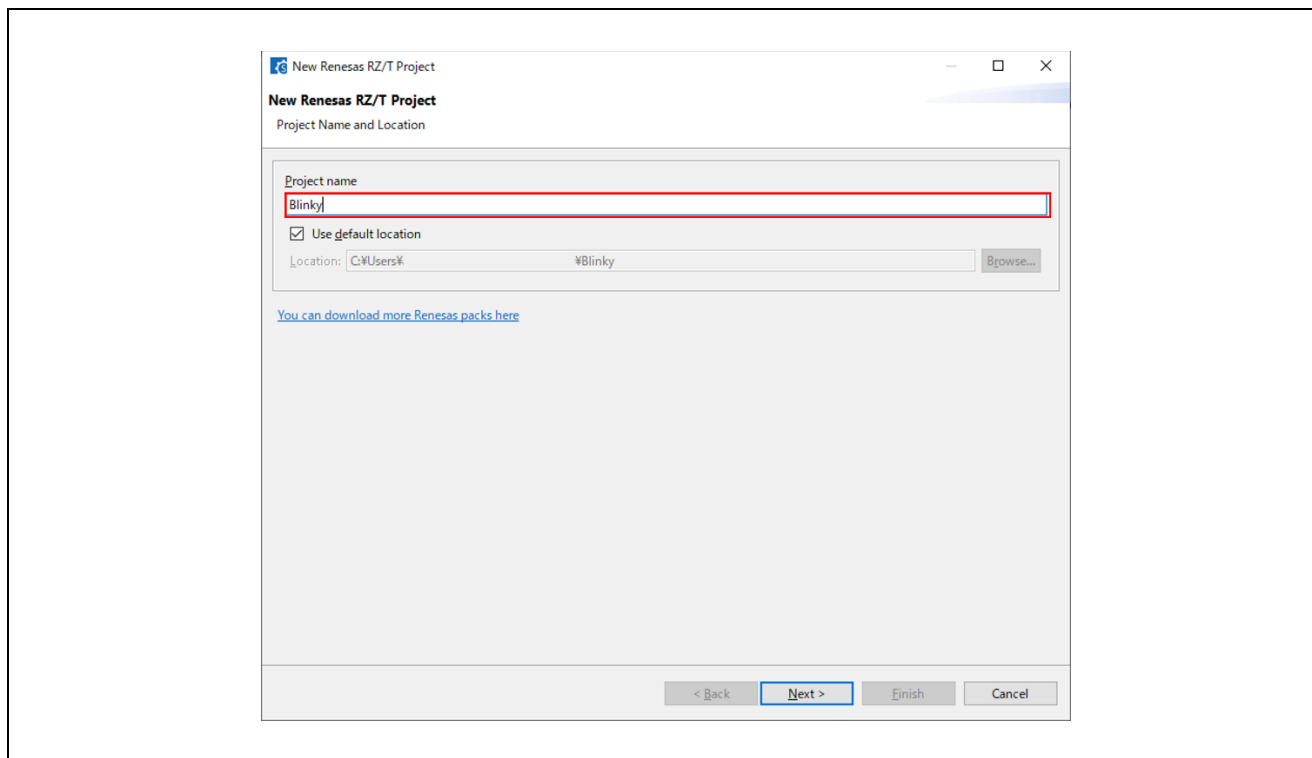 New Renesas RZ/T Project
New Renesas RZ/T Project
Project Name and Location
Project name
Blinky
Use default location
Location: C:¥Users¥ ¥Blinky Browse...
You can download more Renesas packs here
< Back Next > Finish Cancel